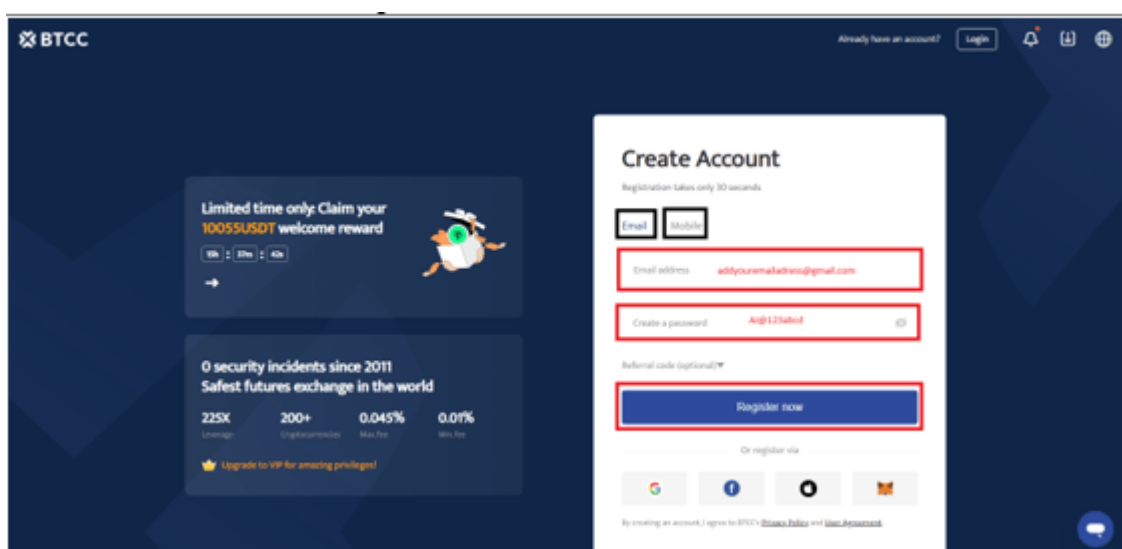 BTCC
Already have an account?
Login
Create Account
Registration takes only 30 seconds
Email
Mobile
Email address
addyouremailadress@gmail.com
Create a password
Ai@123abcd
Referral code (optional)
Register now
Or register via
By creating an account, I agree to BTCC's Privacy Policy and User Agreement.
Limited time only: Claim your
10055USDT welcome reward
15h : 37m : 42s
0 security incidents since 2011
Safest futures exchange in the world
225X 200+ 0.045% 0.01%
Leverage Cryptocurrencies Max fee Min fee
Upgrade to VIP for amazing privileges!